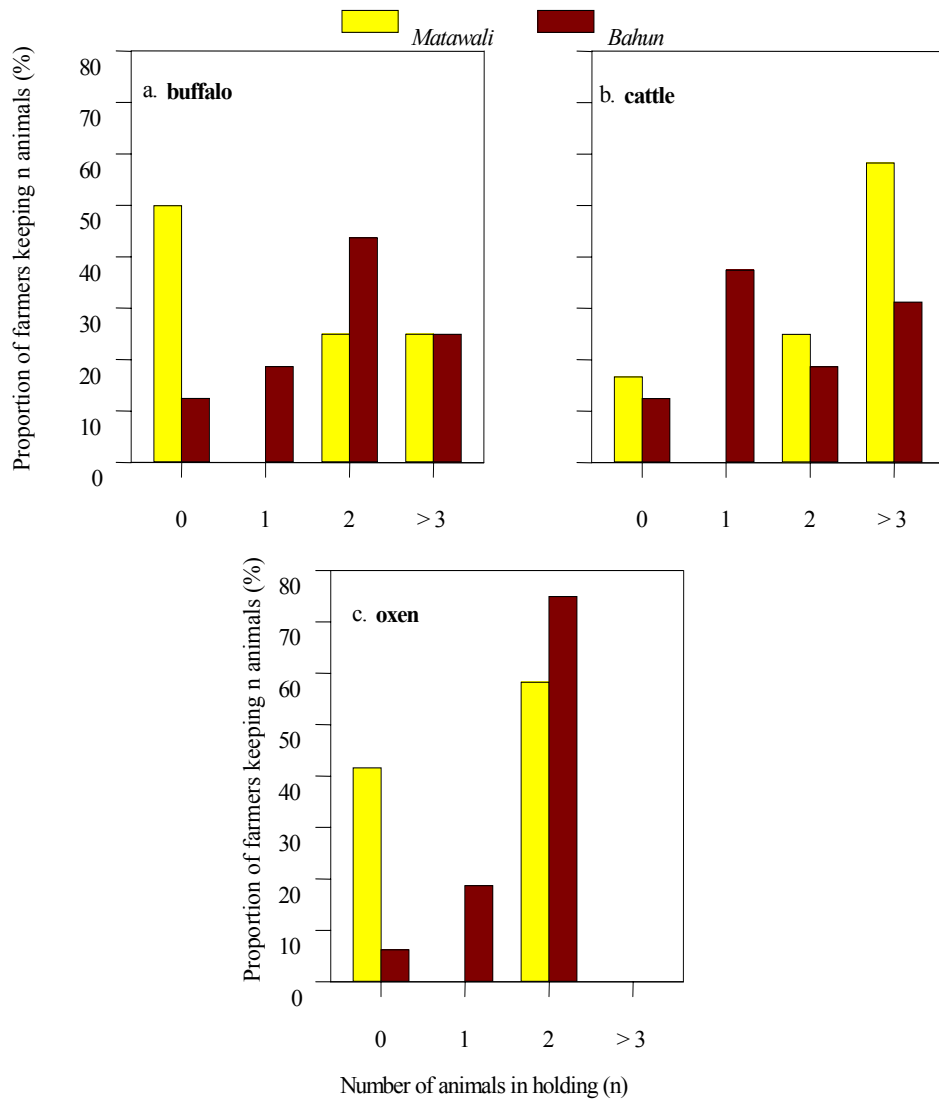 Matawali Bahun
Proportion of farmers keeping n animals (%)
80
70
60
50
40
30
20
10
0
a. buffalo
0 1 2 > 3
b. cattle
0 1 2 > 3
Proportion of farmers keeping n animals (%)
80
70
60
50
40
30
20
10
0
c. oxen
0 1 2 > 3
Number of animals in holding (n)